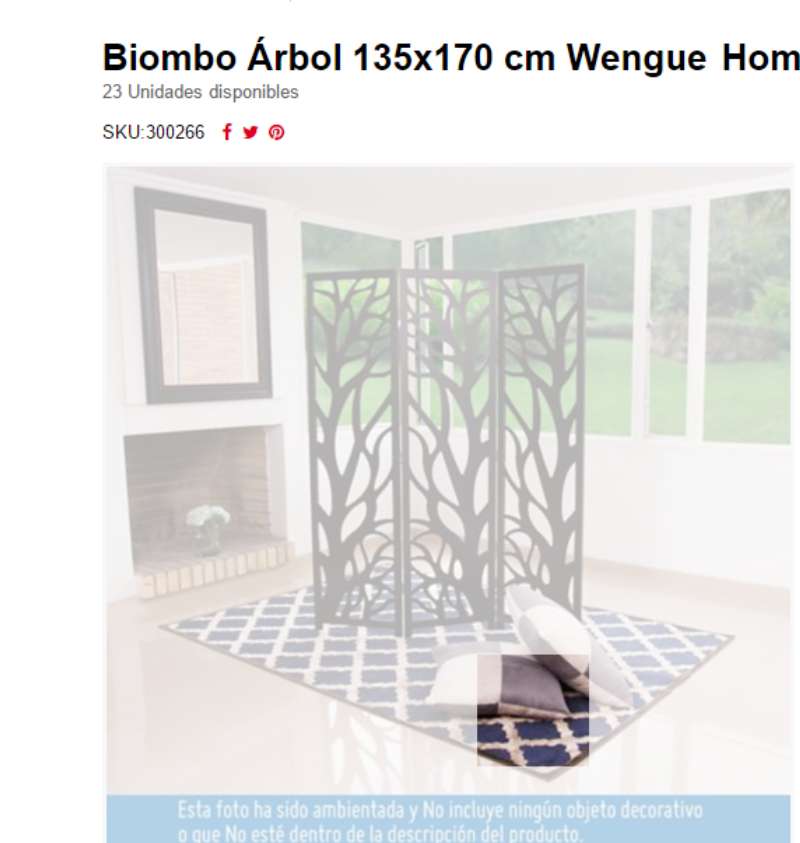 Biombo Árbol 135x170 cm Wengue Hom
23 Unidades disponibles
SKU:300266
Esta foto ha sido ambientada y No incluye ningún objeto decorativo
o que No esté dentro de la descripción del producto.